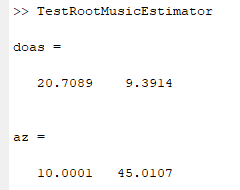 >> TestRootMusicEstimator
doas =
20.7089 9.3914
az =
10.0001 45.0107